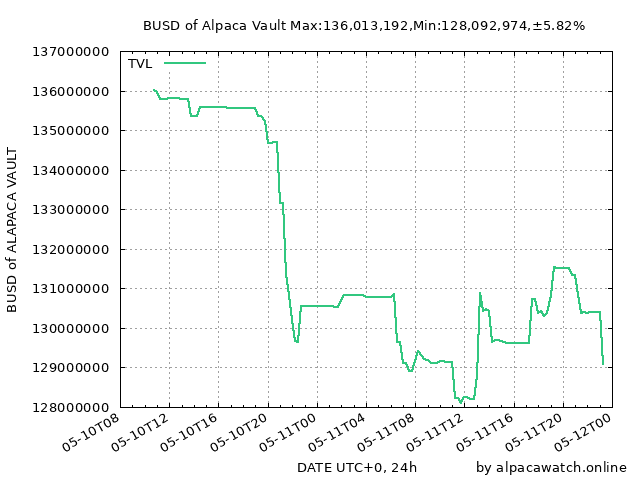 BUSD of Alpaca Vault Max:136,013,192,Min:128,092,974,±5.82%
TVL
137000000
136000000
135000000
134000000
133000000
132000000
131000000
130000000
129000000
128000000
BUSD of ALAPACA VAULT
05-10T08
05-10T12
05-10T16
05-10T20
05-11T00
05-11T04
05-11T08
05-11T12
05-11T16
05-11T20
05-12T00
DATE UTC+0, 24h
by alpacawatch.online